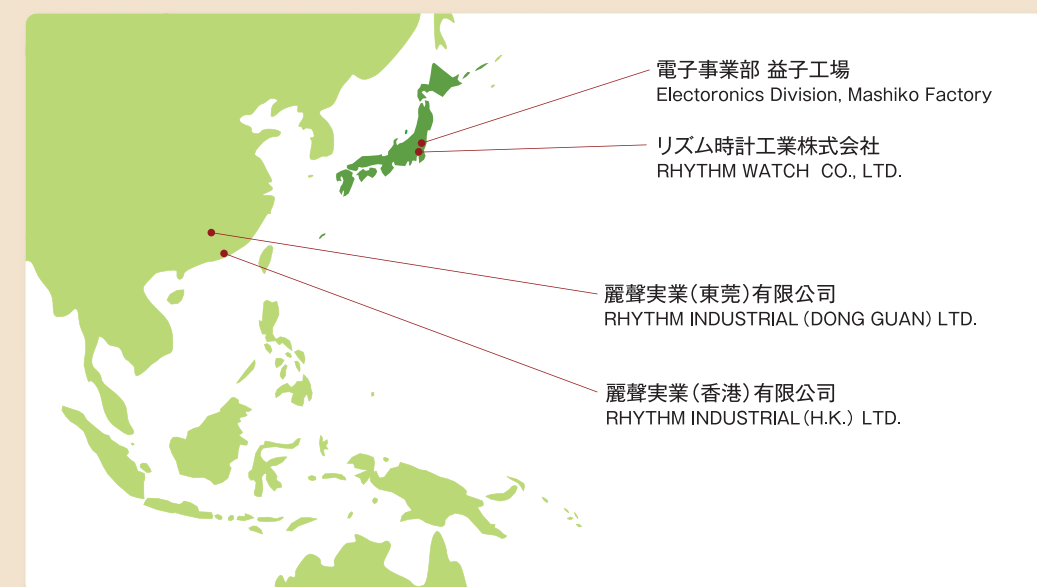 電子事業部 益子工場
Electoronics Division, Mashiko Factory
リズム時計工業株式会社
RHYTHM WATCH CO., LTD.
麗聲実業(東莞)有限公司
RHYTHM INDUSTRIAL (DONG GUAN) LTD.
麗聲実業(香港)有限公司
RHYTHM INDUSTRIAL (H.K.) LTD.